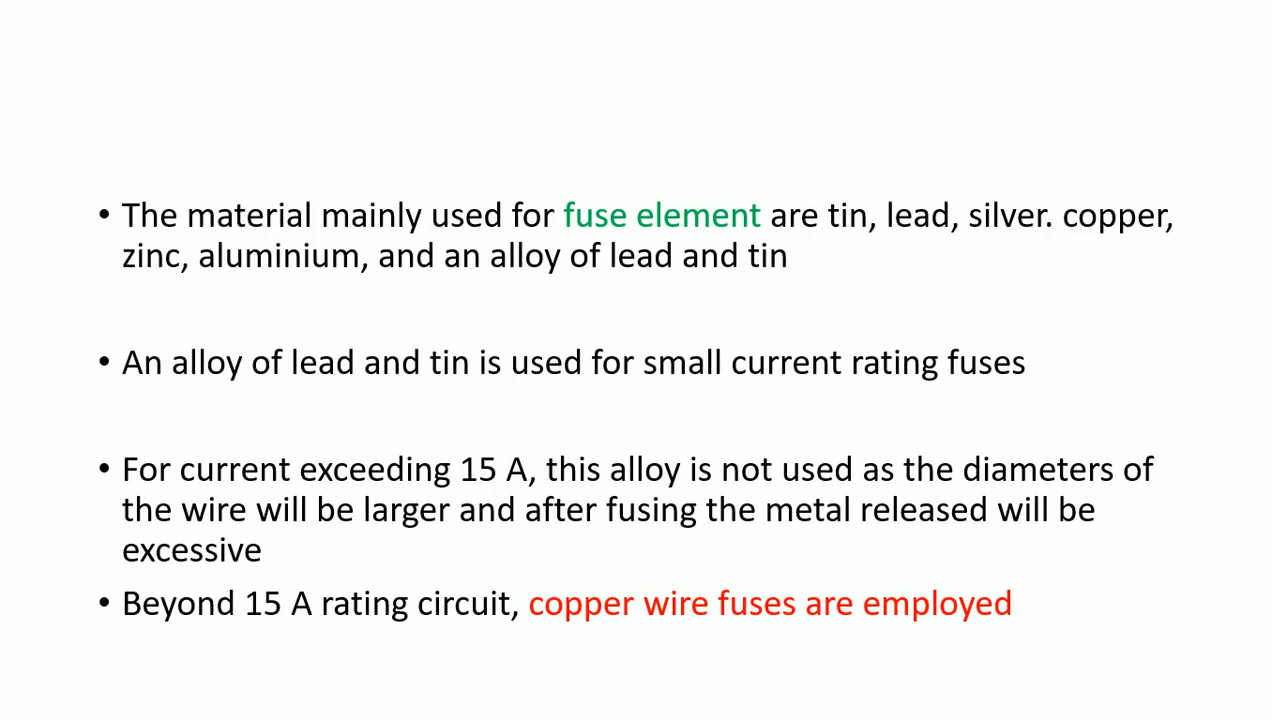 • The material mainly used for fuse element are tin, lead, silver. copper,
zinc, aluminium, and an alloy of lead and tin
• An alloy of lead and tin is used for small current rating fuses
• For current exceeding 15 A, this alloy is not used as the diameters of
the wire will be larger and after fusing the metal released will be
excessive
• Beyond 15 A rating circuit, copper wire fuses are employed